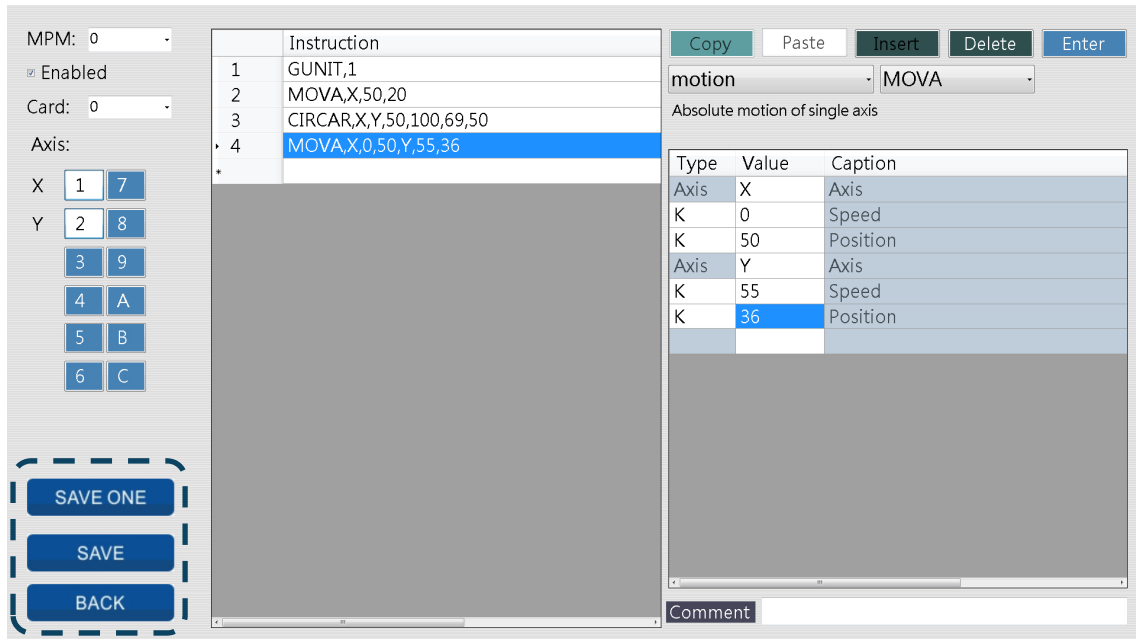 MPM: 0
Enabled
Card: 0
Axis:
X 1 7
Y 2 8
3 9
4 A
5 B
6 C
SAVE ONE
SAVE
BACK
Instruction
1 GUNIT,1
2 MOVA,X,50,20
3 CIRCAR,X,Y,50,100,69,50
4 MOVA,X,0,50,Y,55,36
*
Copy Paste Insert Delete Enter
motion MOVA
Absolute motion of single axis
Type Value Caption
Axis X Axis
K 0 Speed
K 50 Position
Axis Y Axis
K 55 Speed
K 36 Position
Comment